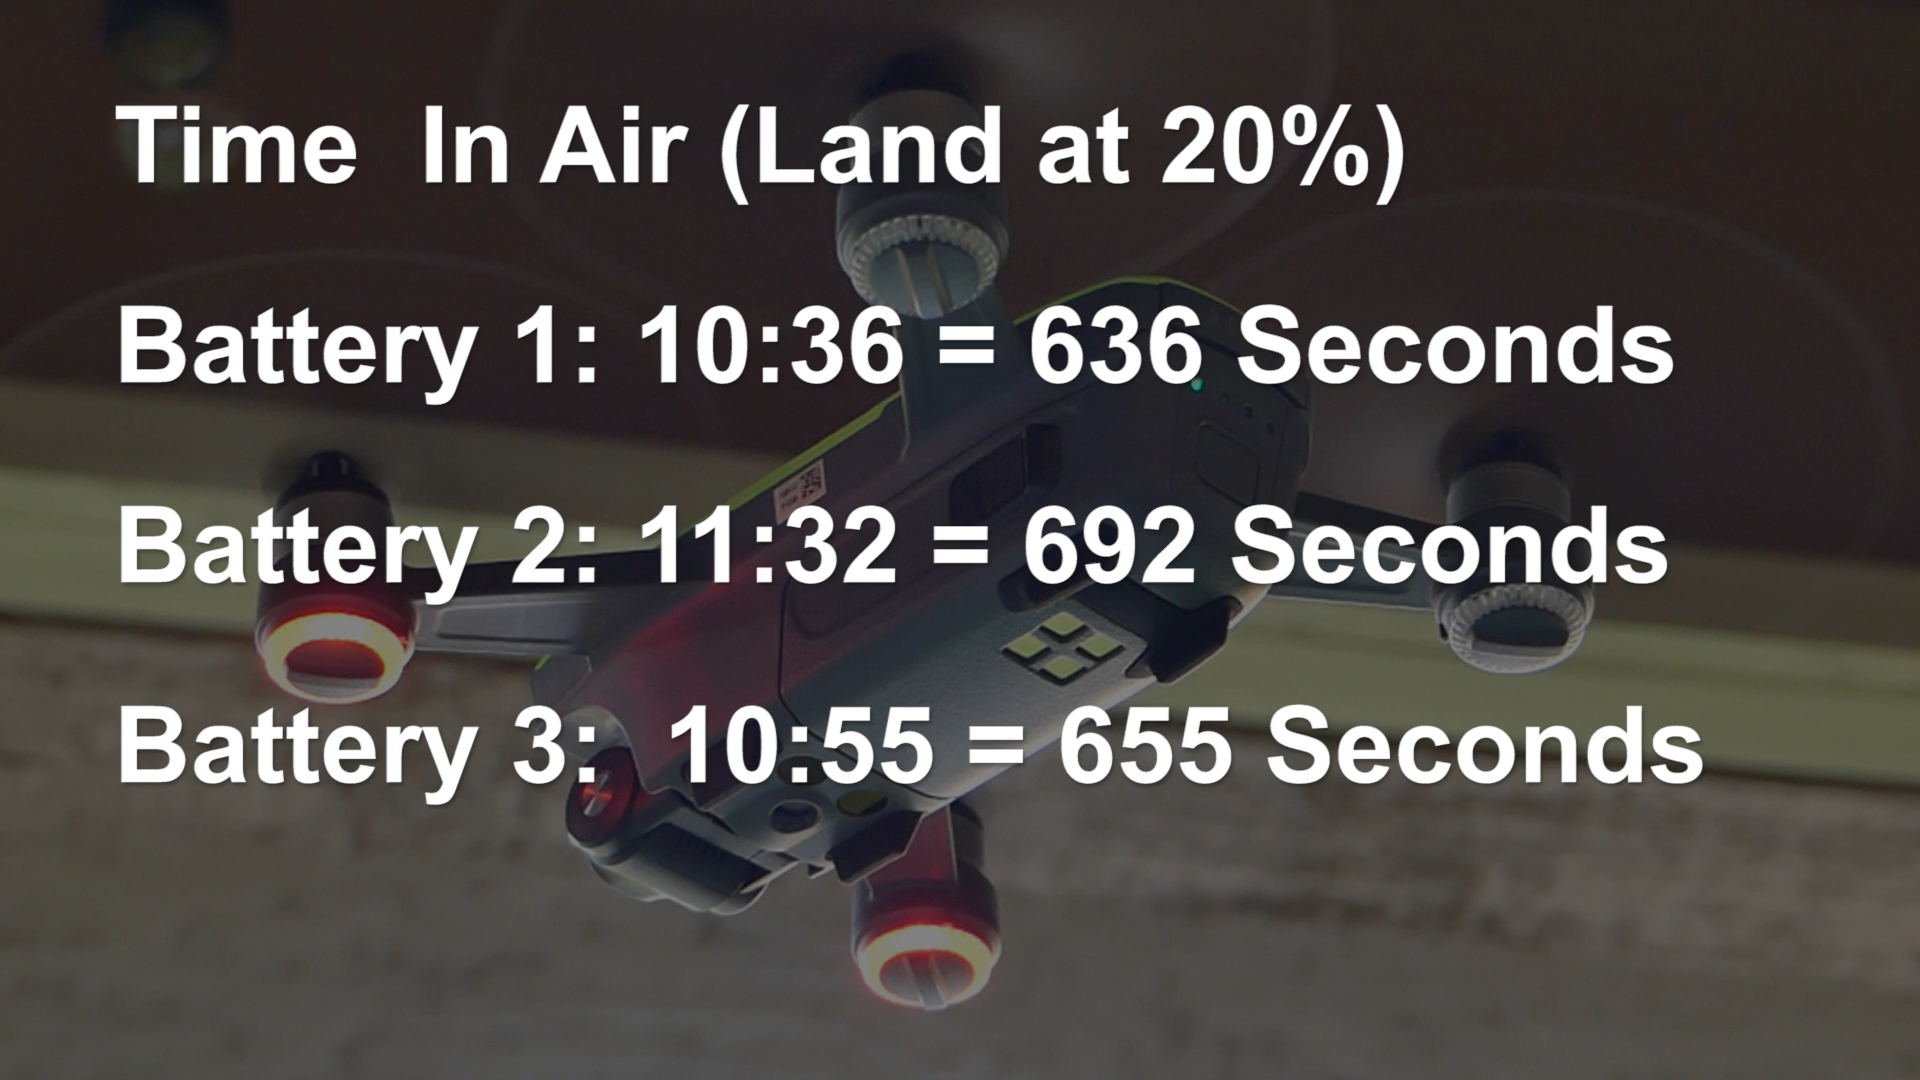 Time  In Air (Land at 20%)
Battery 1: 10:36 = 636 Seconds
Battery 2: 11:32 = 692 Seconds
Battery 3:  10:55 = 655 Seconds